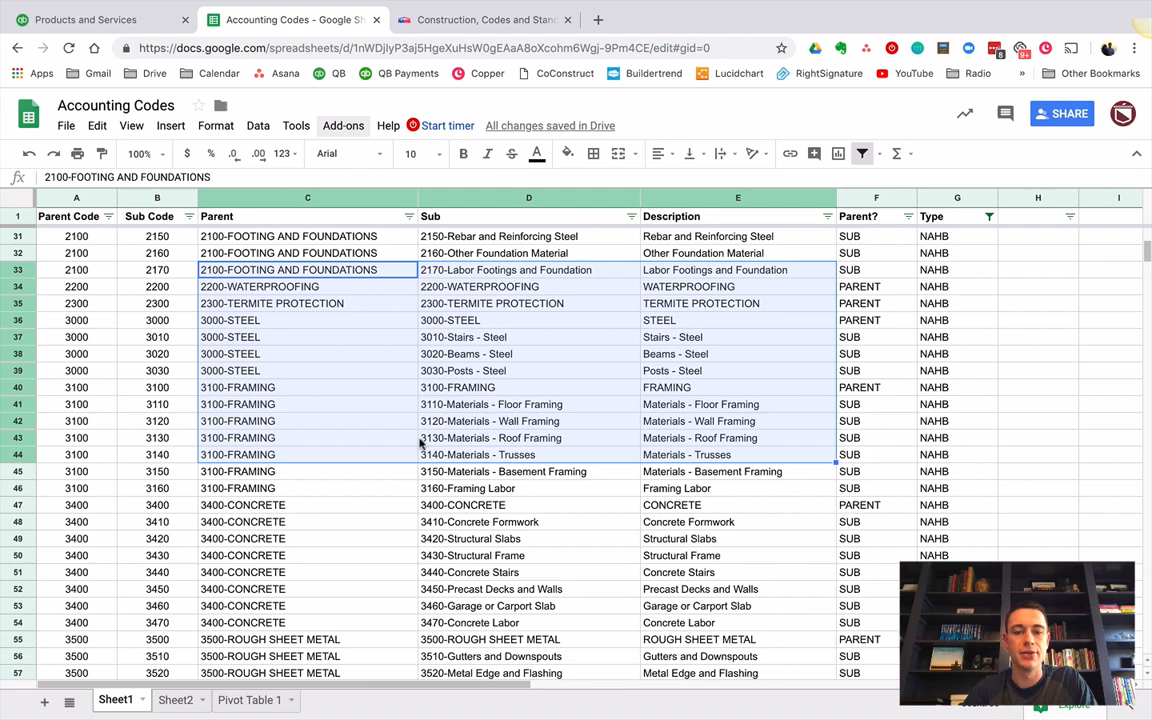 Products and Services
Accounting Codes - Google Sh
Construction, Codes and Stand
https://docs.google.com/spreadsheets/d/1nWDjIyP3aj5HgeXuHsW0gEAaA8oXcohm6Wgj-9Pm4CE/edit#gid=0
Apps Gmail Drive Calendar Asana QB QB Payments Copper CoConstruct Buildertrend Lucidchart RightSignature YouTube Radio » Other Bookmarks
Accounting Codes
SHARE
File Edit View Insert Format Data Tools Add-ons Help Start timer All changes saved in Drive
100% $ % .0 .00 123 Arial 10 B I S A
fx 2100-FOOTING AND FOUNDATIONS
A B C D E F G H I
1 Parent Code Sub Code Parent Sub Description Parent? Type
31 2100 2150 2100-FOOTING AND FOUNDATIONS 2150-Rebar and Reinforcing Steel Rebar and Reinforcing Steel SUB NAHB
32 2100 2160 2100-FOOTING AND FOUNDATIONS 2160-Other Foundation Material Other Foundation Material SUB NAHB
33 2100 2170 2100-FOOTING AND FOUNDATIONS 2170-Labor Footings and Foundation Labor Footings and Foundation SUB NAHB
34 2200 2200 2200-WATERPROOFING 2200-WATERPROOFING WATERPROOFING PARENT NAHB
35 2300 2300 2300-TERMITE PROTECTION 2300-TERMITE PROTECTION TERMITE PROTECTION PARENT NAHB
36 3000 3000 3000-STEEL 3000-STEEL STEEL PARENT NAHB
37 3000 3010 3000-STEEL 3010-Stairs - Steel Stairs - Steel SUB NAHB
38 3000 3020 3000-STEEL 3020-Beams - Steel Beams - Steel SUB NAHB
39 3000 3030 3000-STEEL 3030-Posts - Steel Posts - Steel SUB NAHB
40 3100 3100 3100-FRAMING 3100-FRAMING FRAMING PARENT NAHB
41 3100 3110 3100-FRAMING 3110-Materials - Floor Framing Materials - Floor Framing SUB NAHB
42 3100 3120 3100-FRAMING 3120-Materials - Wall Framing Materials - Wall Framing SUB NAHB
43 3100 3130 3100-FRAMING 3130-Materials - Roof Framing Materials - Roof Framing SUB NAHB
44 3100 3140 3100-FRAMING 3140-Materials - Trusses Materials - Trusses SUB NAHB
45 3100 3150 3100-FRAMING 3150-Materials - Basement Framing Materials - Basement Framing SUB NAHB
46 3100 3160 3100-FRAMING 3160-Framing Labor Framing Labor SUB NAHB
47 3400 3400 3400-CONCRETE 3400-CONCRETE CONCRETE PARENT NAHB
48 3400 3410 3400-CONCRETE 3410-Concrete Formwork Concrete Formwork SUB NAHB
49 3400 3420 3400-CONCRETE 3420-Structural Slabs Structural Slabs SUB NAHB
50 3400 3430 3400-CONCRETE 3430-Structural Frame Structural Frame SUB NAHB
51 3400 3440 3400-CONCRETE 3440-Concrete Stairs Concrete Stairs SUB
52 3400 3450 3400-CONCRETE 3450-Precast Decks and Walls Precast Decks and Walls SUB
53 3400 3460 3400-CONCRETE 3460-Garage or Carport Slab Garage or Carport Slab SUB
54 3400 3470 3400-CONCRETE 3470-Concrete Labor Concrete Labor SUB
55 3500 3500 3500-ROUGH SHEET METAL 3500-ROUGH SHEET METAL ROUGH SHEET METAL PARENT
56 3500 3510 3500-ROUGH SHEET METAL 3510-Gutters and Downspouts Gutters and Downspouts SUB
57 3500 3520 3500-ROUGH SHEET METAL 3520-Metal Edge and Flashing Metal Edge and Flashing SUB
Sheet1 Sheet2 Pivot Table 1